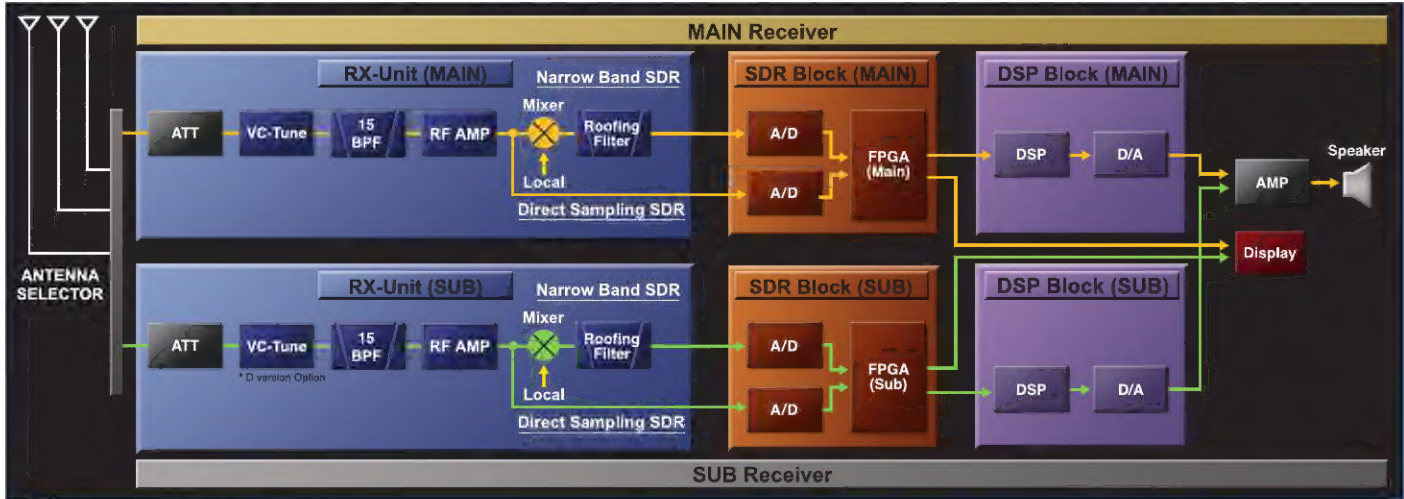 MAIN Receiver
RX-Unit (MAIN)
Narrow Band SDR
SDR Block (MAIN)
DSP Block (MAIN)
Mixer
ATT
VC-Tune
15
BPF
RF AMP
Roofing
Filter
A/D
FPGA
(Main)
DSP
D/A
Speaker
Local
A/D
AMP
Direct Sampling SDR
Display
ANTENNA
SELECTOR
RX-Unit (SUB)
Narrow Band SDR
SDR Block (SUB)
DSP Block (SUB)
Mixer
ATT
VC-Tune
15
BPF
RF AMP
Roofing
Filter
A/D
FPGA
(Sub)
* D version Option
DSP
D/A
Local
A/D
Direct Sampling SDR
SUB Receiver